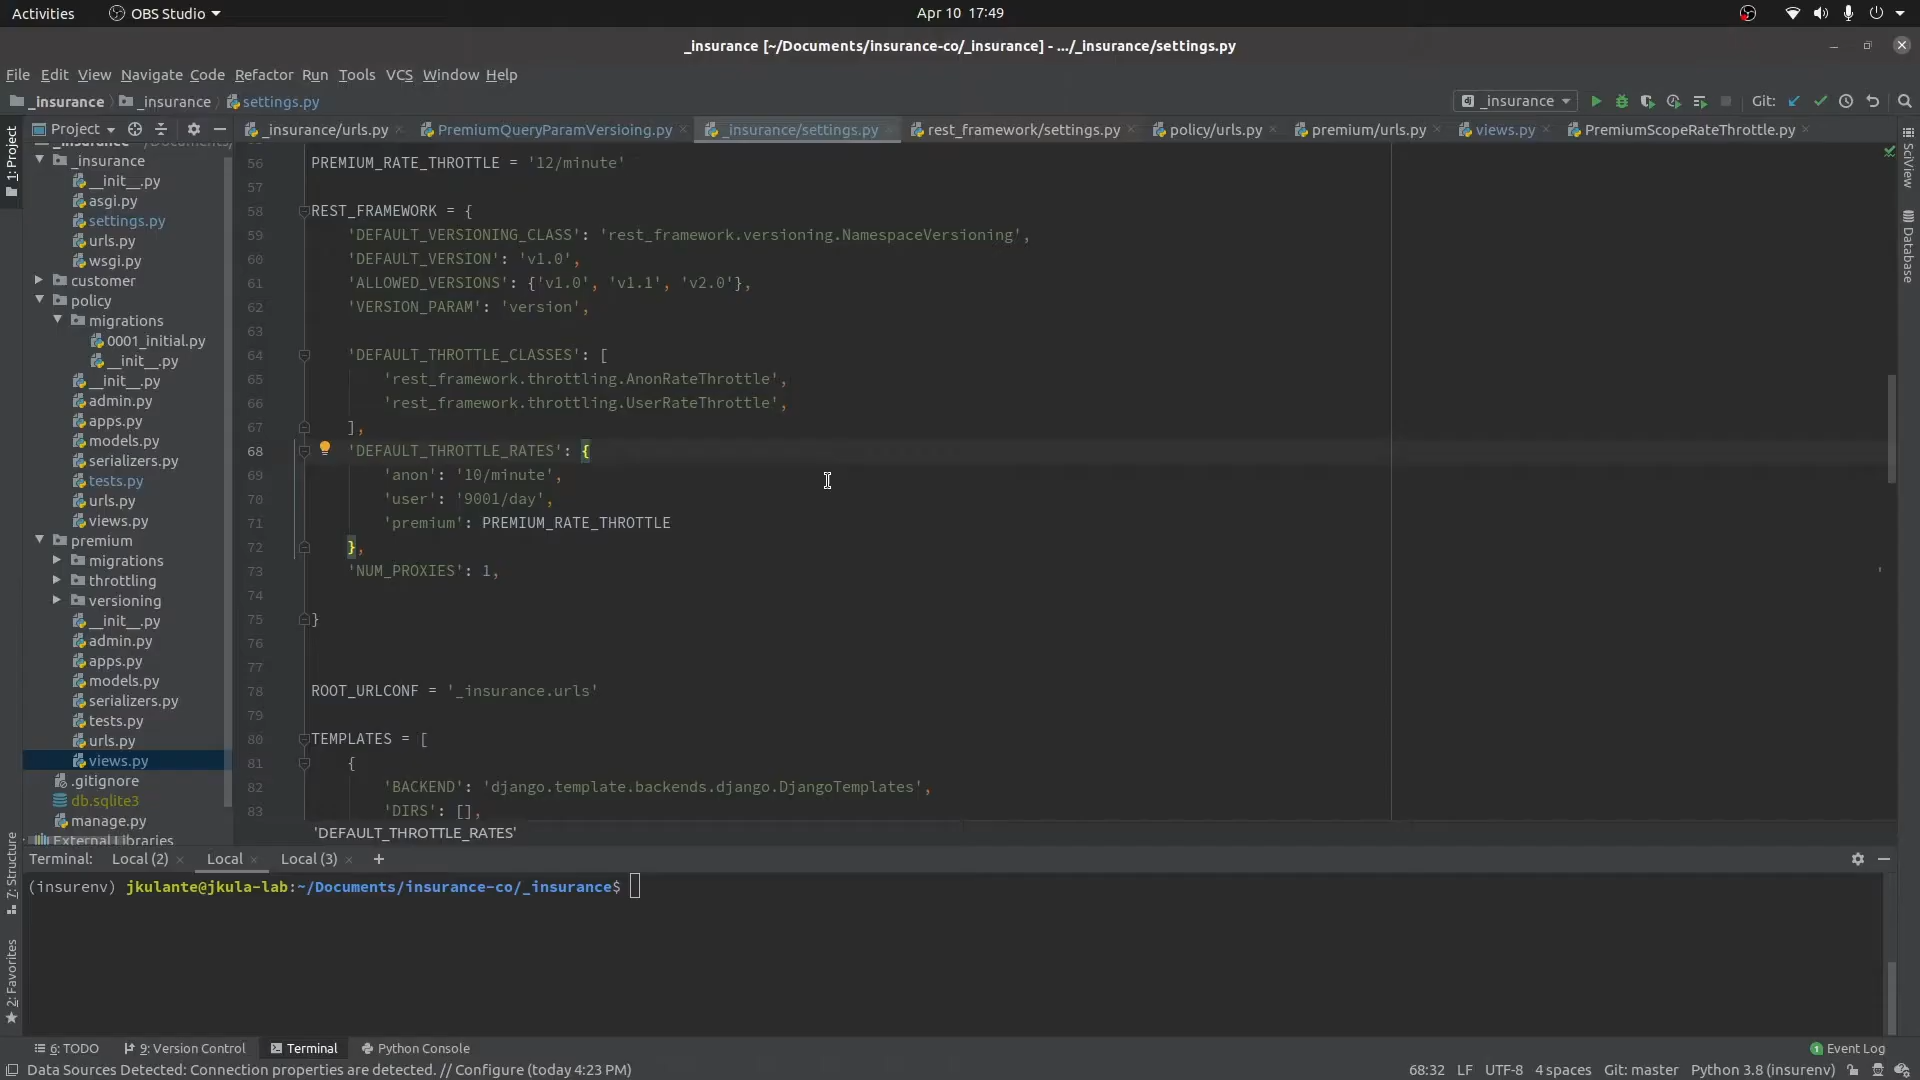 Activities
OBS Studio
Apr 10 17:49
_insurance [~/Documents/insurance-co/_insurance] - .../_insurance/settings.py
File Edit View Navigate Code Refactor Run Tools VCS Window Help
_insurance _insurance settings.py
_insurance
Git:
1: Project
Project
_insurance/urls.py
PremiumQueryParamVersioing.py
_insurance/settings.py
rest_framework/settings.py
policy/urls.py
premium/urls.py
views.py
PremiumScopeRateThrottle.py
_insurance
__init__.py
asgi.py
settings.py
urls.py
wsgi.py
customer
policy
migrations
0001_initial.py
__init__.py
__init__.py
admin.py
apps.py
models.py
serializers.py
tests.py
urls.py
views.py
premium
migrations
throttling
versioning
__init__.py
admin.py
apps.py
models.py
serializers.py
tests.py
urls.py
views.py
.gitignore
db.sqlite3
manage.py
External Libraries
56 PREMIUM_RATE_THROTTLE = '12/minute'
57
58 REST_FRAMEWORK = {
59 'DEFAULT_VERSIONING_CLASS': 'rest_framework.versioning.NamespaceVersioning',
60 'DEFAULT_VERSION': 'v1.0',
61 'ALLOWED_VERSIONS': {'v1.0', 'v1.1', 'v2.0'},
62 'VERSION_PARAM': 'version',
63
64 'DEFAULT_THROTTLE_CLASSES': [
65 'rest_framework.throttling.AnonRateThrottle',
66 'rest_framework.throttling.UserRateThrottle',
67 ],
68 'DEFAULT_THROTTLE_RATES': {
69 'anon': '10/minute',
70 'user': '9001/day',
71 'premium': PREMIUM_RATE_THROTTLE
72 },
73 'NUM_PROXIES': 1,
74
75 }
76
77
78 ROOT_URLCONF = '_insurance.urls'
79
80 TEMPLATES = [
81 {
82 'BACKEND': 'django.template.backends.django.DjangoTemplates',
83 'DIRS': [],
'DEFAULT_THROTTLE_RATES'
SciView
Database
7: Structure
2: Favorites
Terminal: Local (2) Local Local (3)
(insurenv) jkulante@jkula-lab:~/Documents/insurance-co/_insurance$
6: TODO
9: Version Control
Terminal
Python Console
1 Event Log
Data Sources Detected: Connection properties are detected. // Configure (today 4:23 PM)
68:32 LF UTF-8 4 spaces Git: master Python 3.8 (insurenv)